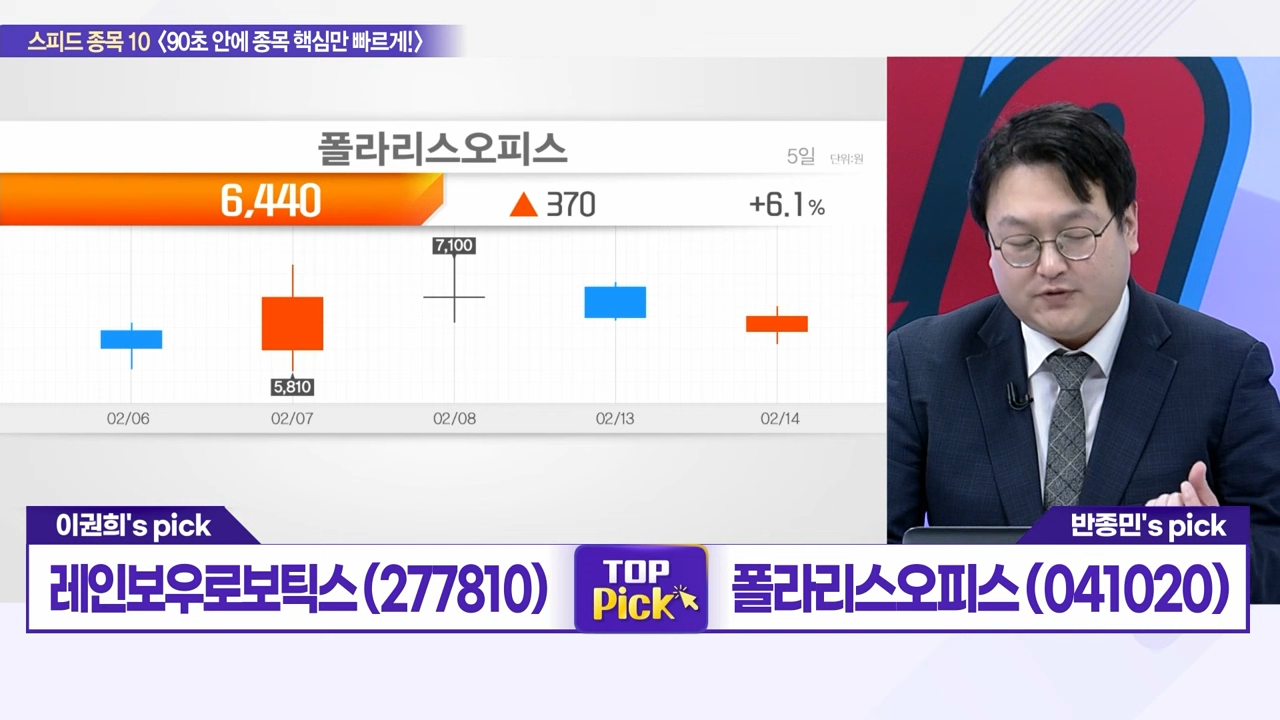 스피드 종목 10 <90초 안에 종목 핵심만 빠르게!>
폴라리스오피스
5일 단위:원
6,440 ▲ 370 +6.1%
7,100
5,810
02/06 02/07 02/08 02/13 02/14
이권희's pick
반종민's pick
레인보우로보틱스(277810)
TOP
Pick
폴라리스오피스(041020)